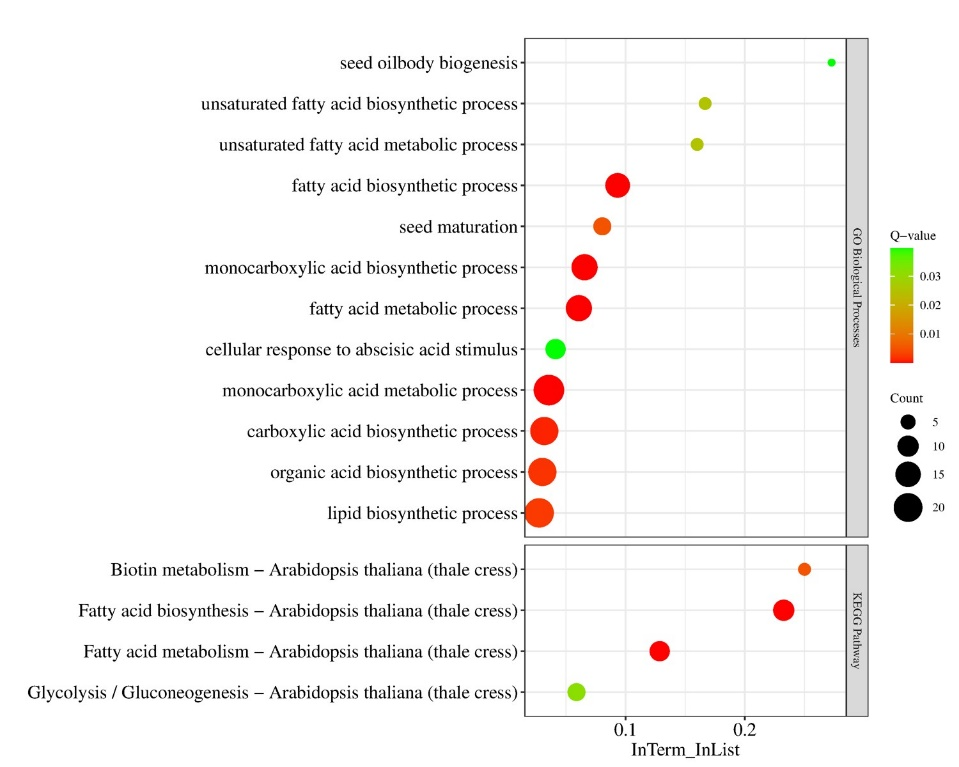 seed oilbody biogenesis
unsaturated fatty acid biosynthetic process
unsaturated fatty acid metabolic process
fatty acid biosynthetic process
seed maturation
monocarboxylic acid biosynthetic process
fatty acid metabolic process
cellular response to abscisic acid stimulus
monocarboxylic acid metabolic process
carboxylic acid biosynthetic process
organic acid biosynthetic process
lipid biosynthetic process
GO Biological Processes
Biotin metabolism − Arabidopsis thaliana (thale cress)
Fatty acid biosynthesis − Arabidopsis thaliana (thale cress)
Fatty acid metabolism − Arabidopsis thaliana (thale cress)
Glycolysis / Gluconeogenesis − Arabidopsis thaliana (thale cress)
KEGG Pathway
0.1 0.2
InTerm_InList
Q−value
0.03
0.02
0.01
Count
5
10
15
20